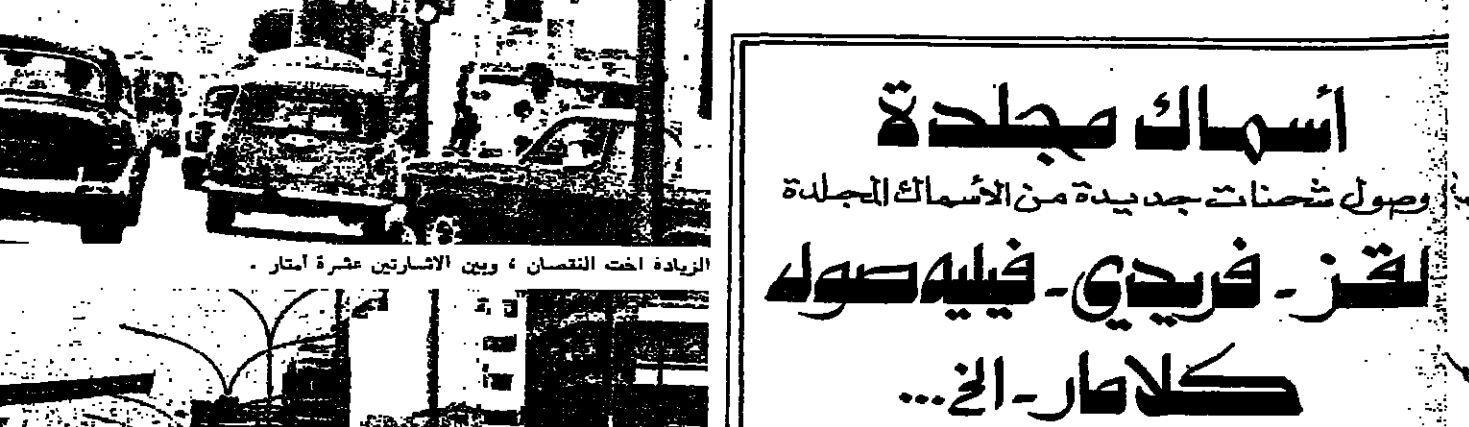 أسماك مجلدة
وصول شحنات جديدة من الأسماك المجلدة
لقز - فريدي - فيليه صول
كلامار - الخ...
الزيادة اخت النقصان ، وبين الاشارتين عشرة أمتار .